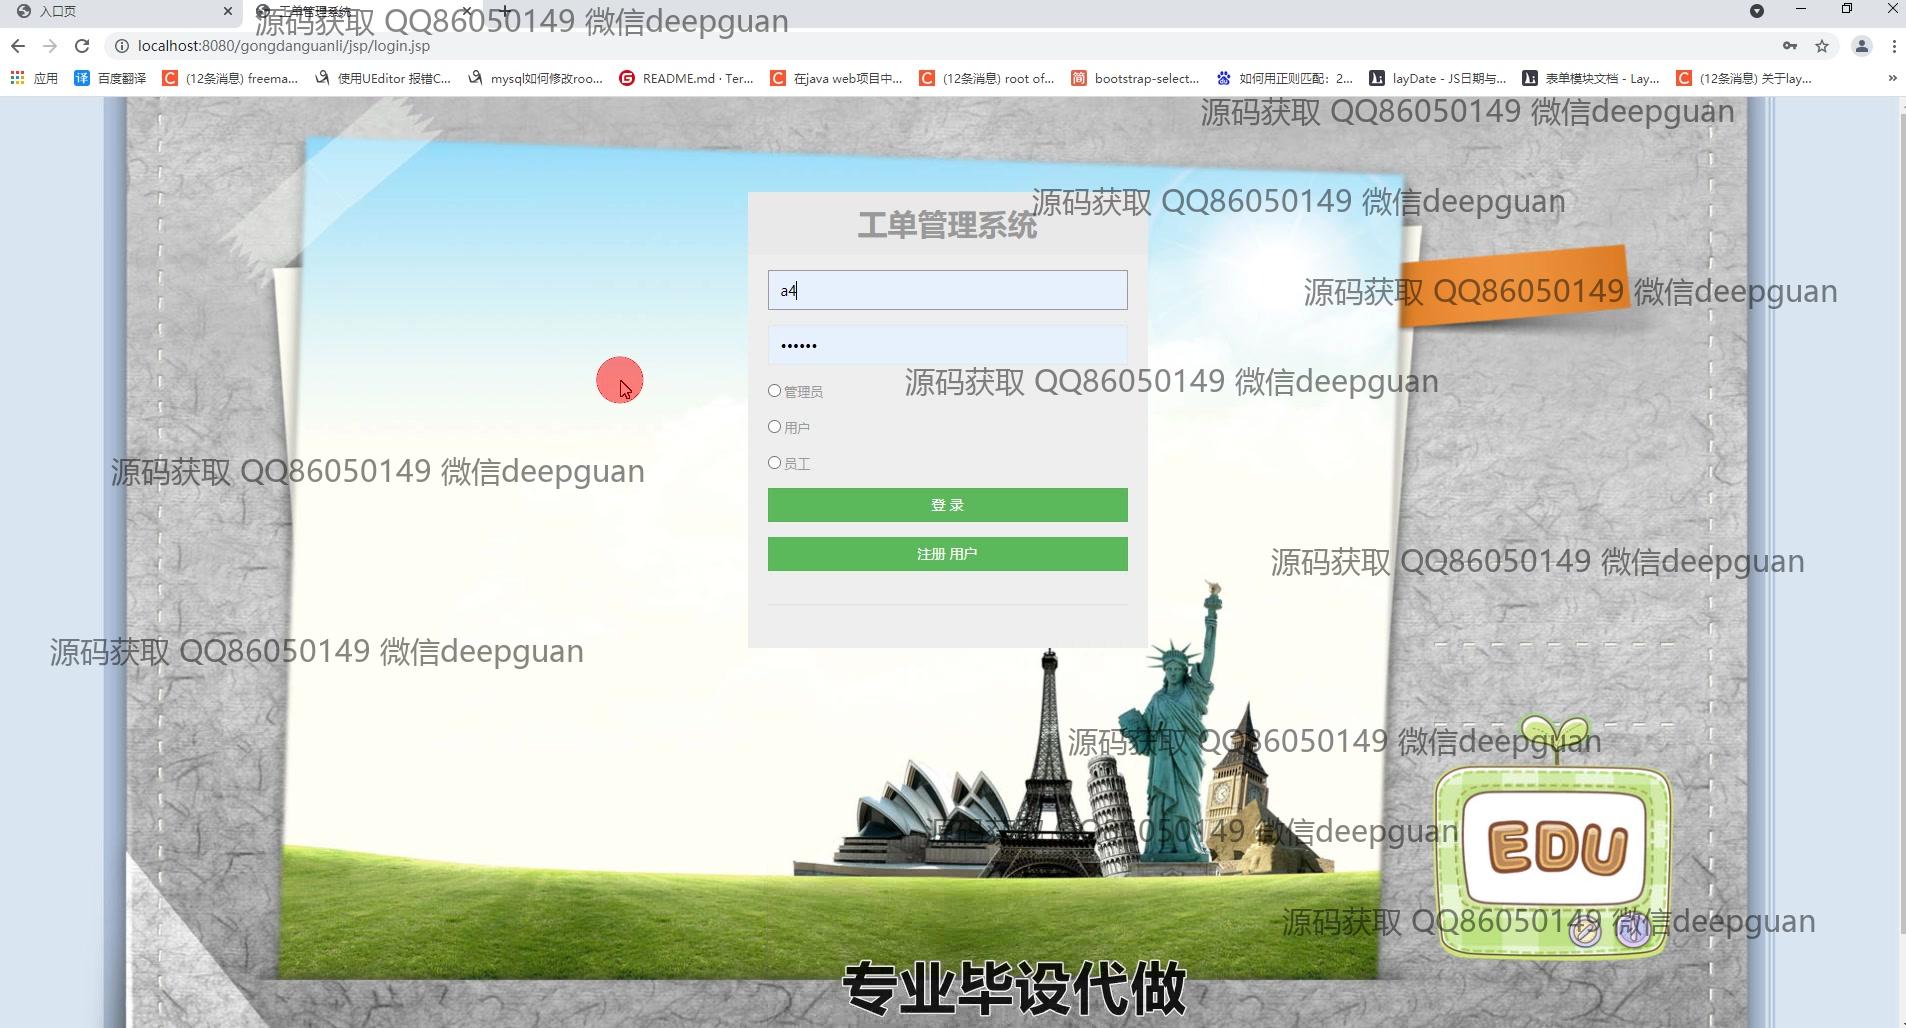 入口页
工单管理系统
源码获取 QQ86050149 微信deepguan
localhost:8080/gongdanguanli/jsp/login.jsp
应用
百度翻译
(12条消息) freema...
使用UEditor 报错C...
mysql如何修改roo...
README.md · Ter...
在java web项目中...
(12条消息) root of...
bootstrap-select...
如何用正则匹配：2...
layDate - JS日期与...
表单模块文档 - Lay...
(12条消息) 关于lay...
源码获取 QQ86050149 微信deepguan
源码获取 QQ86050149 微信deepguan
工单管理系统
源码获取 QQ86050149 微信deepguan
a4
••••••
源码获取 QQ86050149 微信deepguan
管理员
用户
员工
源码获取 QQ86050149 微信deepguan
登 录
注册 用户
源码获取 QQ86050149 微信deepguan
源码获取 QQ86050149 微信deepguan
源码获取 QQ86050149 微信deepguan
源码获取 QQ86050149 微信deepguan
EDU
源码获取 QQ86050149 微信deepguan
专业毕设代做